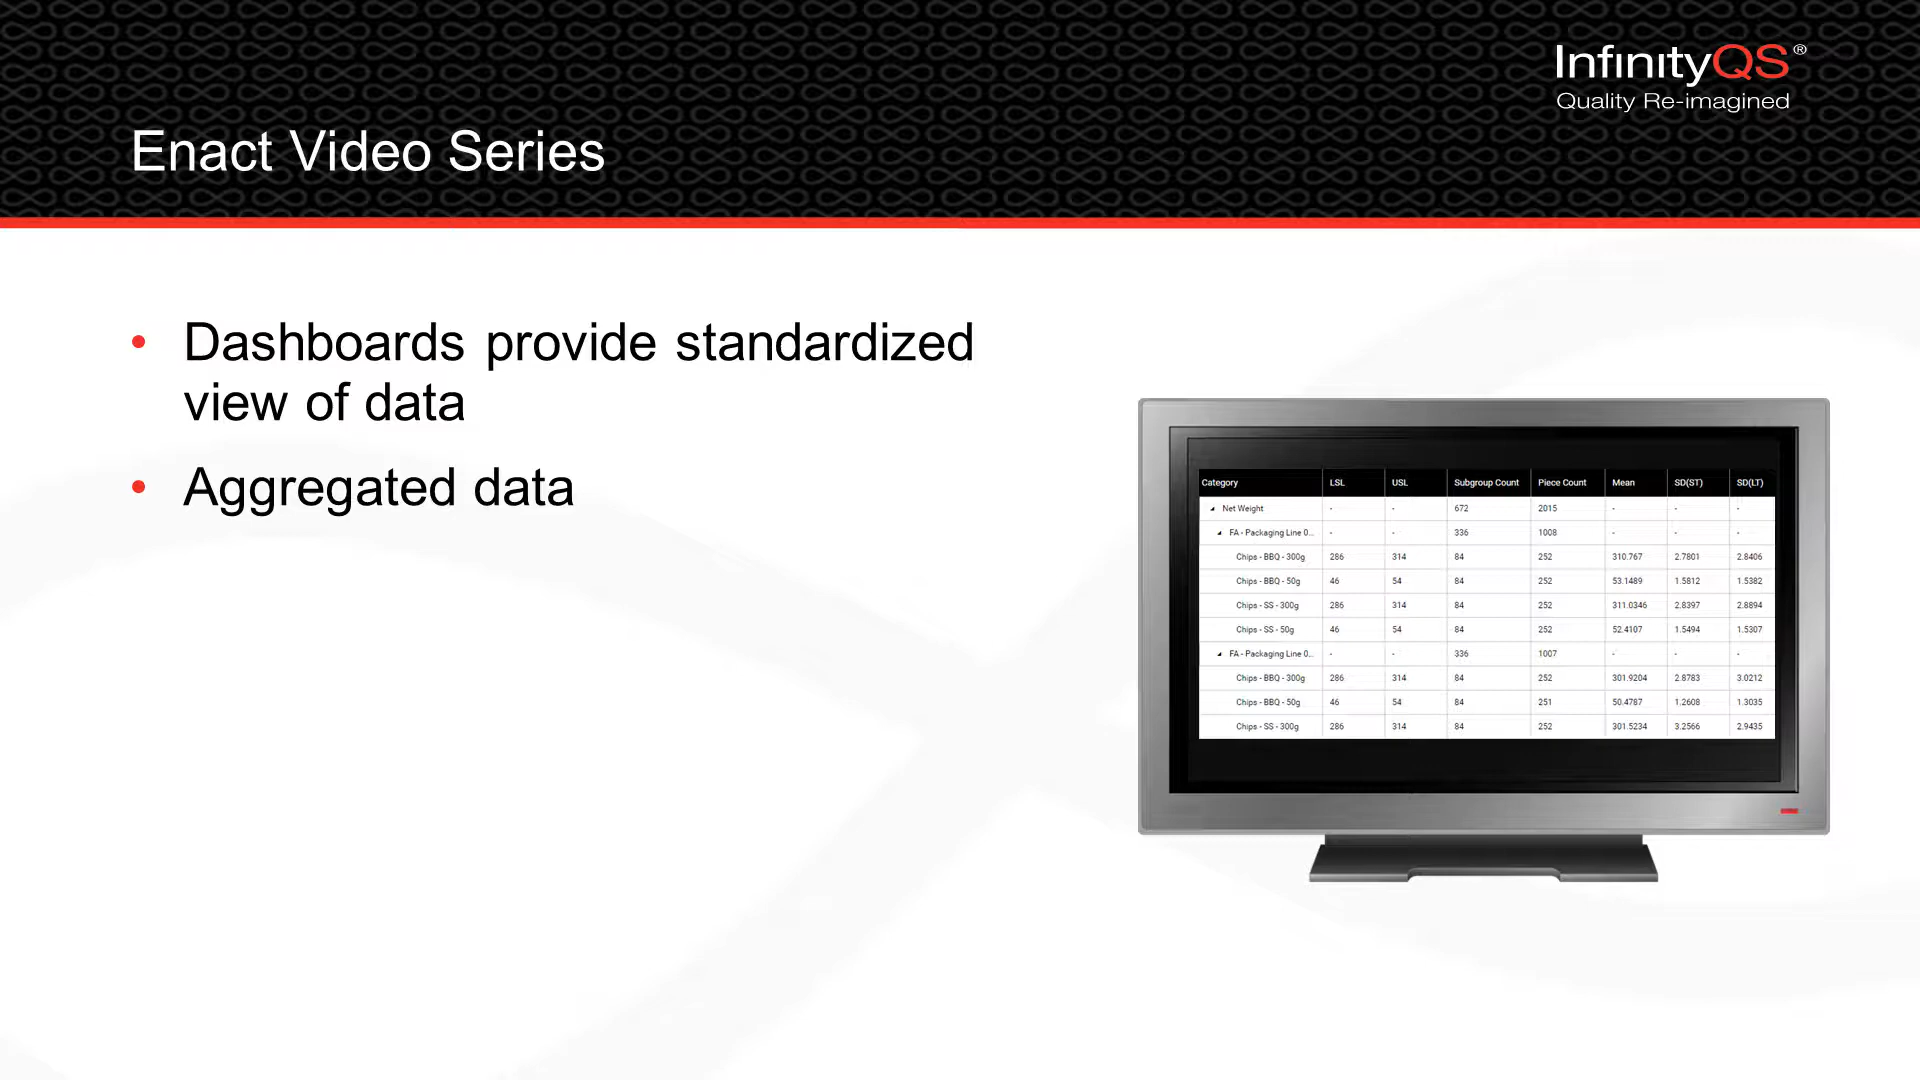 InfinityQS®
Quality Re-imagined
Enact Video Series
• Dashboards provide standardized
view of data
• Aggregated data
Category LSL USL Subgroup Count Piece Count Mean SD(ST) SD(LT)
Net Weight - - 672 2015 - - -
FA - Packaging Line 0... - - 336 1008 - - -
Chips - BBQ - 300g 286 314 84 252 310.767 2.7801 2.8406
Chips - BBQ - 50g 46 54 84 252 53.1489 1.5812 1.5382
Chips - SS - 300g 286 314 84 252 311.0346 2.8397 2.8894
Chips - SS - 50g 46 54 84 252 52.4107 1.5494 1.5307
FA - Packaging Line 0... - - 336 1007 - - -
Chips - BBQ - 300g 286 314 84 252 301.9204 2.8783 3.0212
Chips - BBQ - 50g 46 54 84 251 50.4787 1.2608 1.3035
Chips - SS - 300g 286 314 84 252 301.5234 3.2566 2.9435